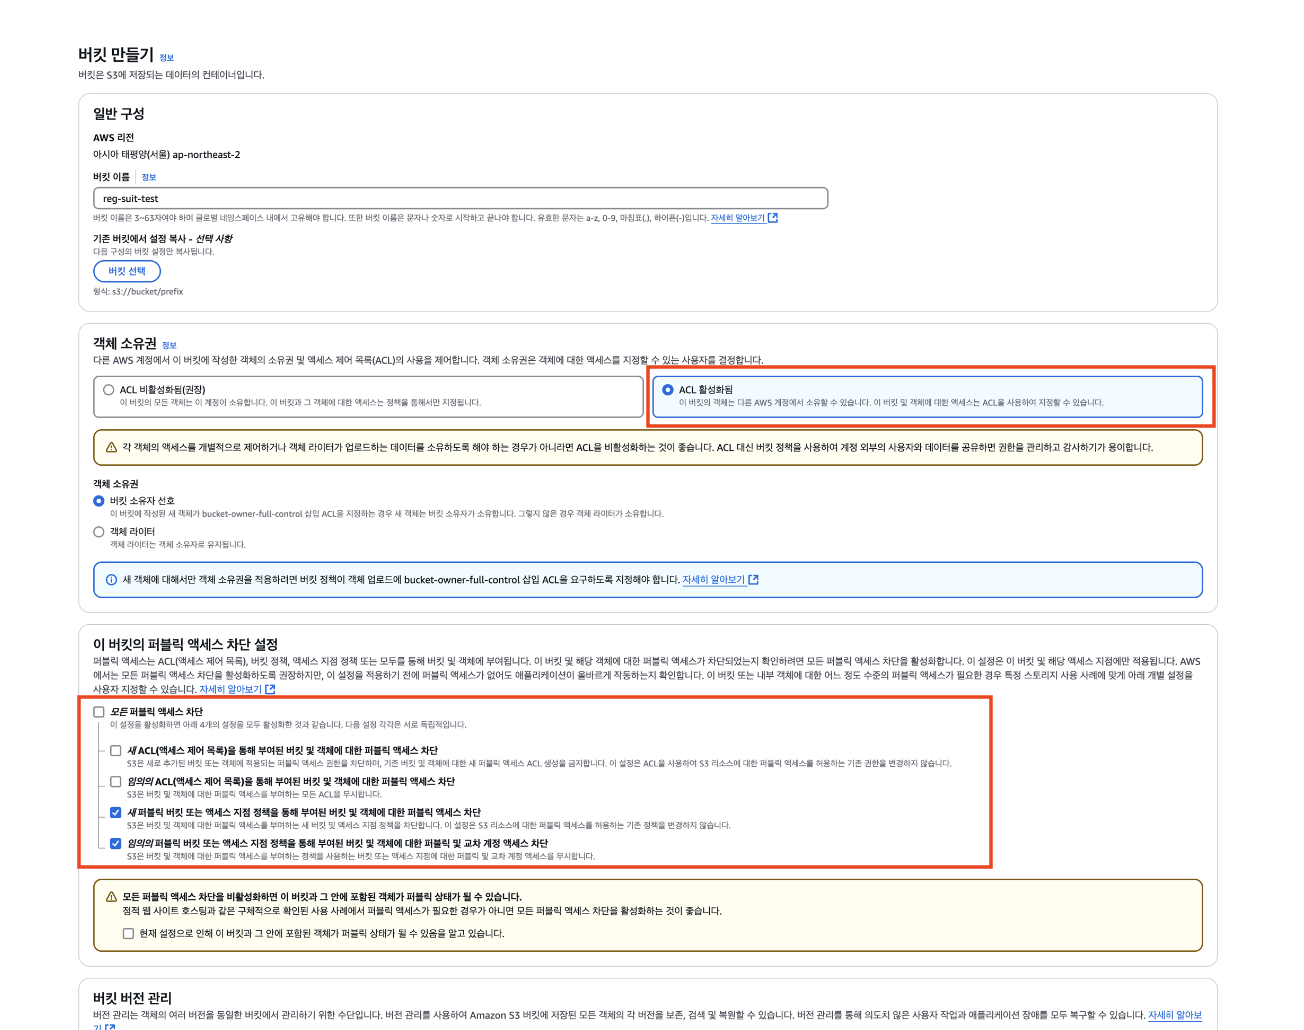 버킷 만들기 정보
버킷은 S3에 저장되는 데이터의 컨테이너입니다.
일반 구성
AWS 리전
아시아 태평양(서울) ap-northeast-2
버킷 이름 정보
reg-suit-test
버킷 이름은 3~63자여야 하며 글로벌 네임스페이스 내에서 고유해야 합니다. 또한 버킷 이름은 문자나 숫자로 시작하고 끝나야 합니다. 유효한 문자는 a-z, 0-9, 마침표(.), 하이픈(-)입니다. 자세히 알아보기
기존 버킷에서 설정 복사 - 선택 사항
다음 구성의 버킷 설정만 복사됩니다.
버킷 선택
형식: s3://bucket/prefix
객체 소유권 정보
다른 AWS 계정에서 이 버킷에 작성한 객체의 소유권 및 액세스 제어 목록(ACL)의 사용을 제어합니다. 객체 소유권은 객체에 대한 액세스를 지정할 수 있는 사용자를 결정합니다.
ACL 비활성화됨(권장)
이 버킷의 모든 객체는 이 계정이 소유합니다. 이 버킷과 그 객체에 대한 액세스는 정책을 통해서만 지정됩니다.
ACL 활성화됨
이 버킷의 객체는 다른 AWS 계정에서 소유할 수 있습니다. 이 버킷 및 객체에 대한 액세스는 ACL을 사용하여 지정할 수 있습니다.
각 객체의 액세스를 개별적으로 제어하거나 객체 라이터가 업로드하는 데이터를 소유하도록 해야 하는 경우가 아니라면 ACL을 비활성화하는 것이 좋습니다. ACL 대신 버킷 정책을 사용하여 계정 외부의 사용자와 데이터를 공유하면 권한을 관리하고 감사하기가 용이합니다.
객체 소유권
버킷 소유자 선호
이 버킷에 작성된 새 객체가 bucket-owner-full-control 삽입 ACL을 지정하는 경우 새 객체는 버킷 소유자가 소유합니다. 그렇지 않은 경우 객체 라이터가 소유합니다.
객체 라이터
객체 라이터는 객체 소유자로 유지됩니다.
새 객체에 대해서만 객체 소유권을 적용하려면 버킷 정책이 객체 업로드에 bucket-owner-full-control 삽입 ACL을 요구하도록 지정해야 합니다. 자세히 알아보기
이 버킷의 퍼블릭 액세스 차단 설정
퍼블릭 액세스는 ACL(액세스 제어 목록), 버킷 정책, 액세스 지점 정책 또는 모두를 통해 버킷 및 객체에 부여됩니다. 이 버킷 및 해당 객체에 대한 퍼블릭 액세스가 차단되었는지 확인하려면 모든 퍼블릭 액세스 차단을 활성화합니다. 이 설정은 이 버킷 및 해당 액세스 지점에만 적용됩니다. AWS
에서는 모든 퍼블릭 액세스 차단을 활성화하도록 권장하지만, 이 설정을 적용하기 전에 퍼블릭 액세스가 없어도 애플리케이션이 올바르게 작동하는지 확인합니다. 이 버킷 또는 내부 객체에 대한 어느 정도 수준의 퍼블릭 액세스가 필요한 경우 특정 스토리지 사용 사례에 맞게 아래 개별 설정을
사용자 지정할 수 있습니다. 자세히 알아보기
모든 퍼블릭 액세스 차단
이 설정을 활성화하면 아래 4개의 설정을 모두 활성화한 것과 같습니다. 다음 설정 각각은 서로 독립적입니다.
새 ACL(액세스 제어 목록)을 통해 부여된 버킷 및 객체에 대한 퍼블릭 액세스 차단
S3은 새로 추가된 버킷 또는 객체에 적용되는 퍼블릭 액세스 권한을 차단하며, 기존 버킷 및 객체에 대한 새 퍼블릭 액세스 ACL 생성을 금지합니다. 이 설정은 ACL을 사용하여 S3 리소스에 대한 퍼블릭 액세스를 허용하는 기존 권한을 변경하지 않습니다.
임의의 ACL(액세스 제어 목록)을 통해 부여된 버킷 및 객체에 대한 퍼블릭 액세스 차단
S3은 버킷 및 객체에 대한 퍼블릭 액세스를 부여하는 모든 ACL을 무시합니다.
새 퍼블릭 버킷 또는 액세스 지점 정책을 통해 부여된 버킷 및 객체에 대한 퍼블릭 액세스 차단
S3은 버킷 및 객체에 대한 퍼블릭 액세스를 부여하는 새 버킷 및 액세스 지점 정책을 차단합니다. 이 설정은 S3 리소스에 대한 퍼블릭 액세스를 허용하는 기존 정책을 변경하지 않습니다.
임의의 퍼블릭 버킷 또는 액세스 지점 정책을 통해 부여된 버킷 및 객체에 대한 퍼블릭 및 교차 계정 액세스 차단
S3은 버킷 및 객체에 대한 퍼블릭 액세스를 부여하는 정책을 사용하는 버킷 또는 액세스 지점에 대한 퍼블릭 및 교차 계정 액세스를 무시합니다.
모든 퍼블릭 액세스 차단을 비활성화하면 이 버킷과 그 안에 포함된 객체가 퍼블릭 상태가 될 수 있습니다.
정적 웹 사이트 호스팅과 같은 구체적으로 확인된 사용 사례에서 퍼블릭 액세스가 필요한 경우가 아니면 모든 퍼블릭 액세스 차단을 활성화하는 것이 좋습니다.
현재 설정으로 인해 이 버킷과 그 안에 포함된 객체가 퍼블릭 상태가 될 수 있음을 알고 있습니다.
버킷 버전 관리
버전 관리는 객체의 여러 버전을 동일한 버킷에서 관리하기 위한 수단입니다. 버전 관리를 사용하여 Amazon S3 버킷에 저장된 모든 객체의 각 버전을 보존, 검색 및 복원할 수 있습니다. 버전 관리를 통해 의도치 않은 사용자 작업과 애플리케이션 장애를 모두 복구할 수 있습니다. 자세히 알아보
기